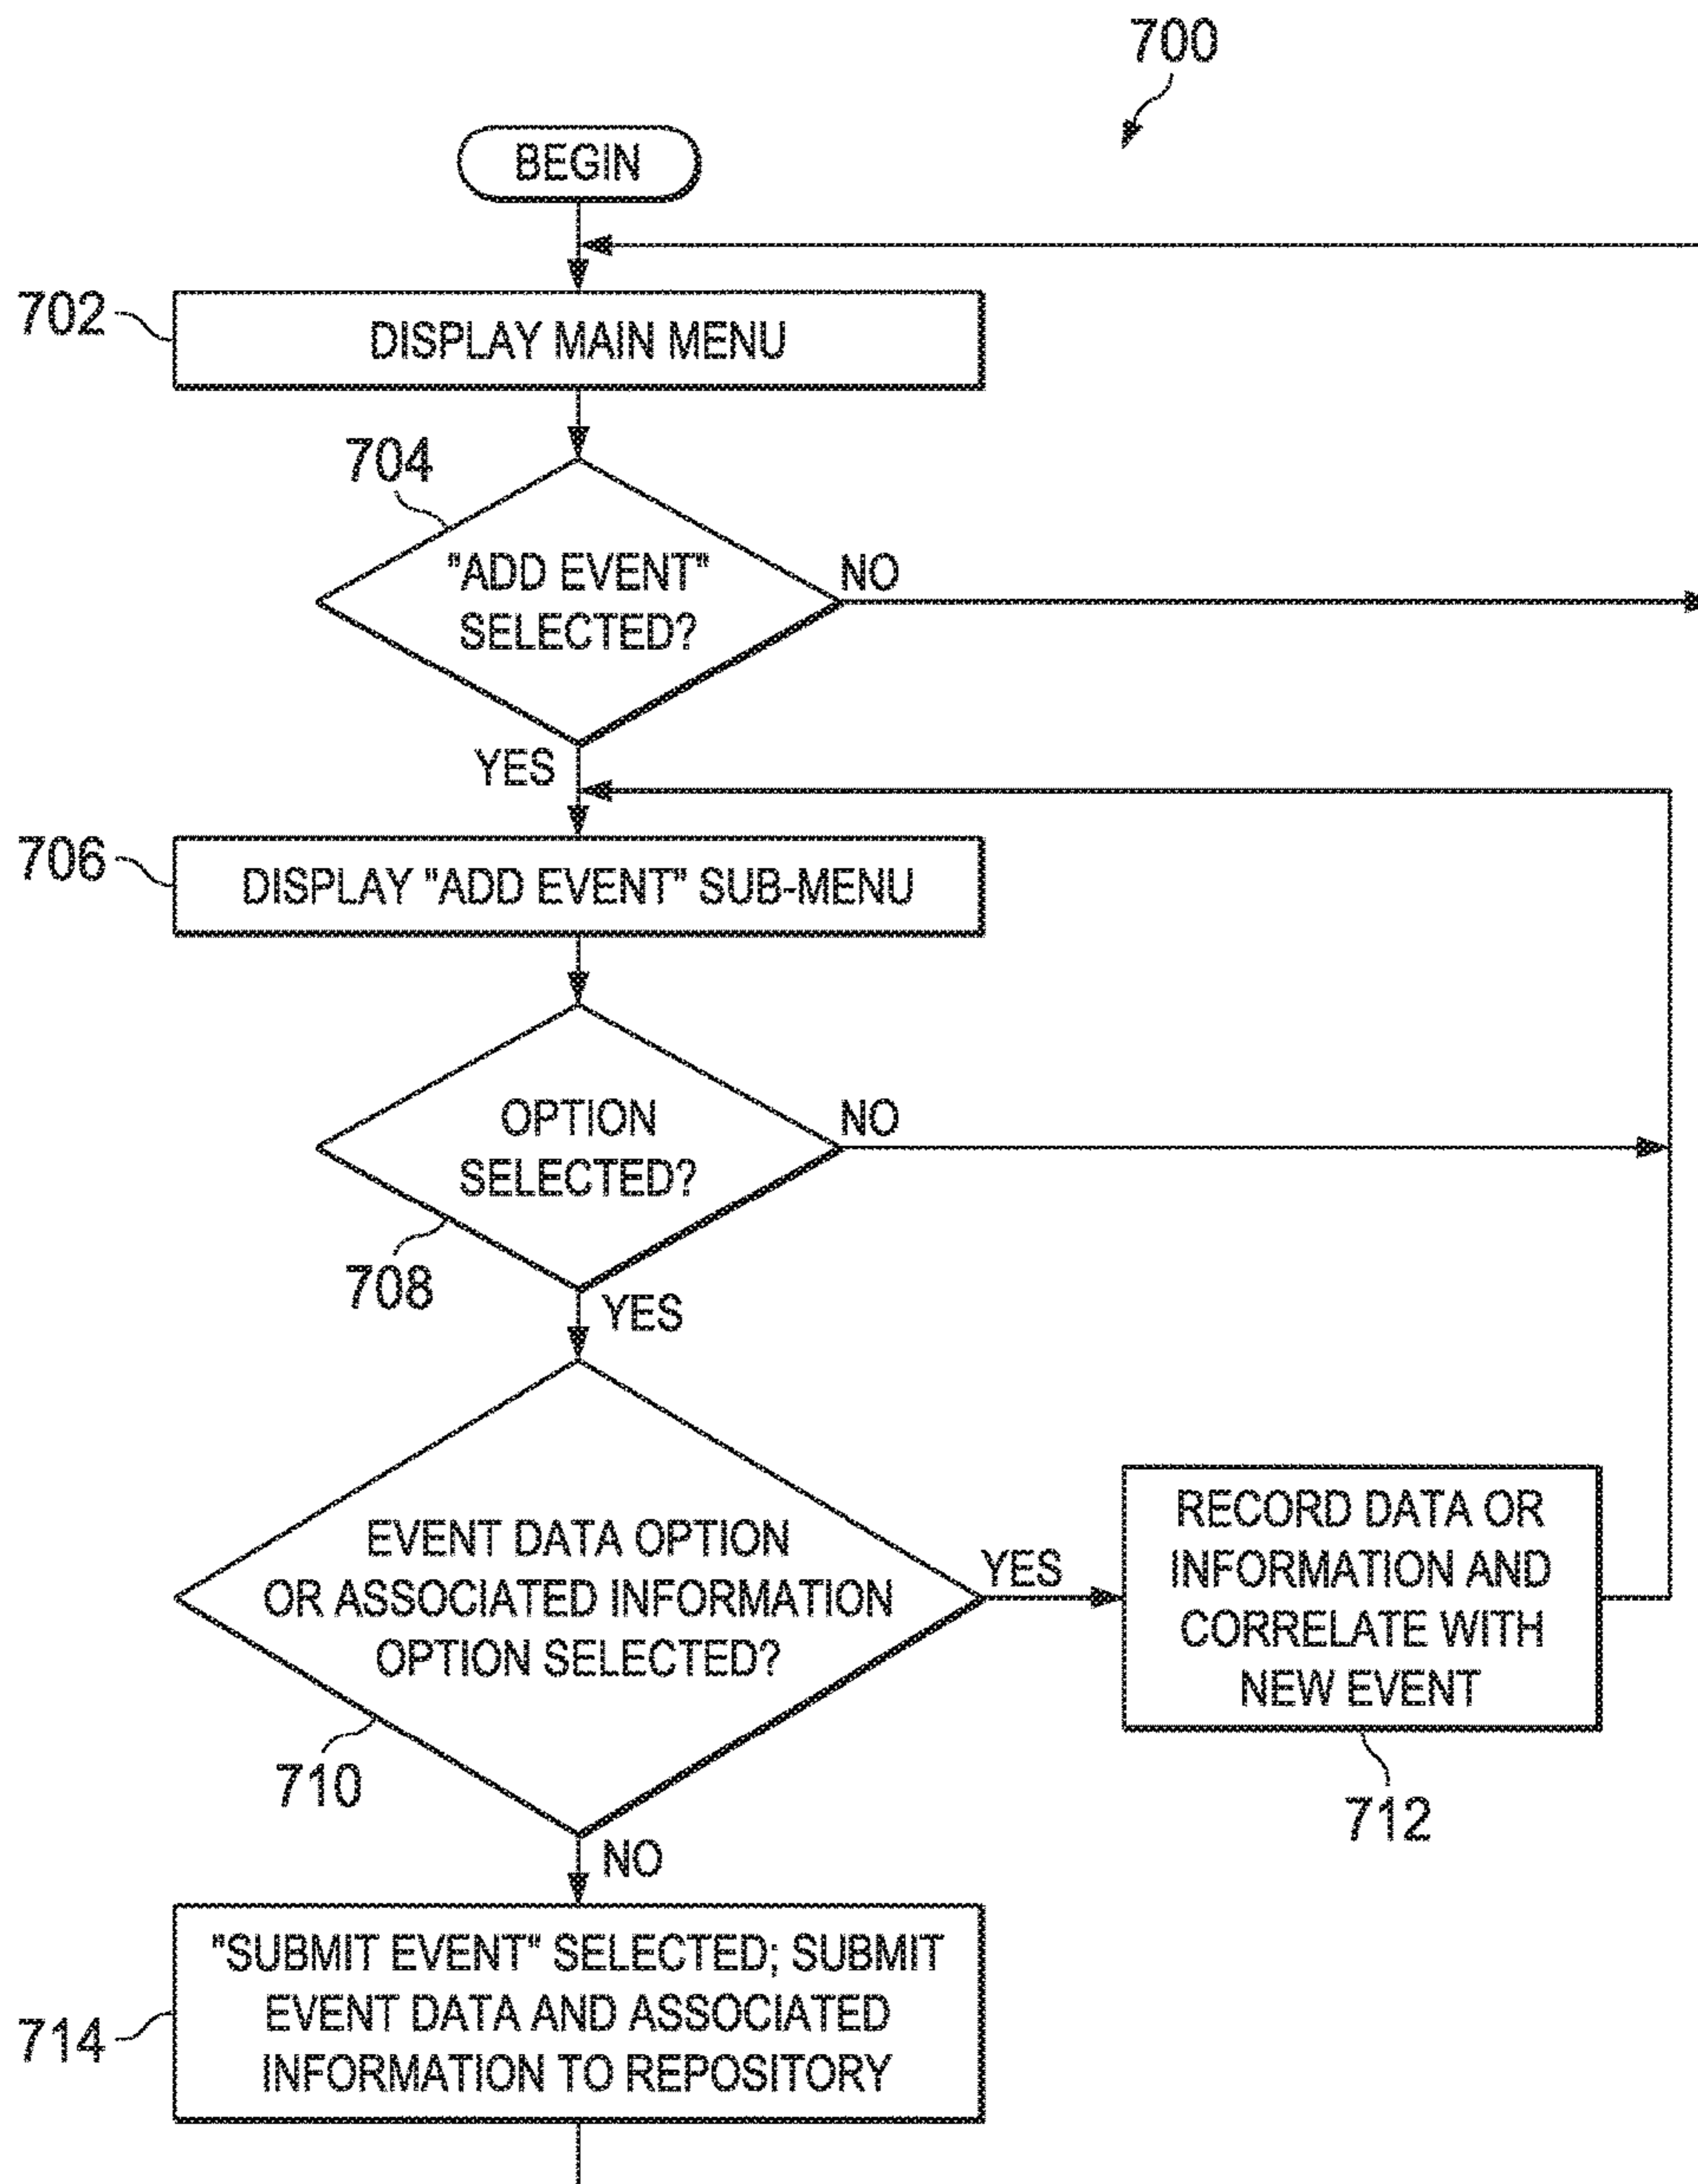 700
BEGIN
702
DISPLAY MAIN MENU
704
"ADD EVENT"
SELECTED?
NO
YES
706
DISPLAY "ADD EVENT" SUB-MENU
OPTION
SELECTED?
NO
708
YES
EVENT DATA OPTION
OR ASSOCIATED INFORMATION
OPTION SELECTED?
YES
710
RECORD DATA OR
INFORMATION AND
CORRELATE WITH
NEW EVENT
712
NO
"SUBMIT EVENT" SELECTED; SUBMIT
EVENT DATA AND ASSOCIATED
INFORMATION TO REPOSITORY
714